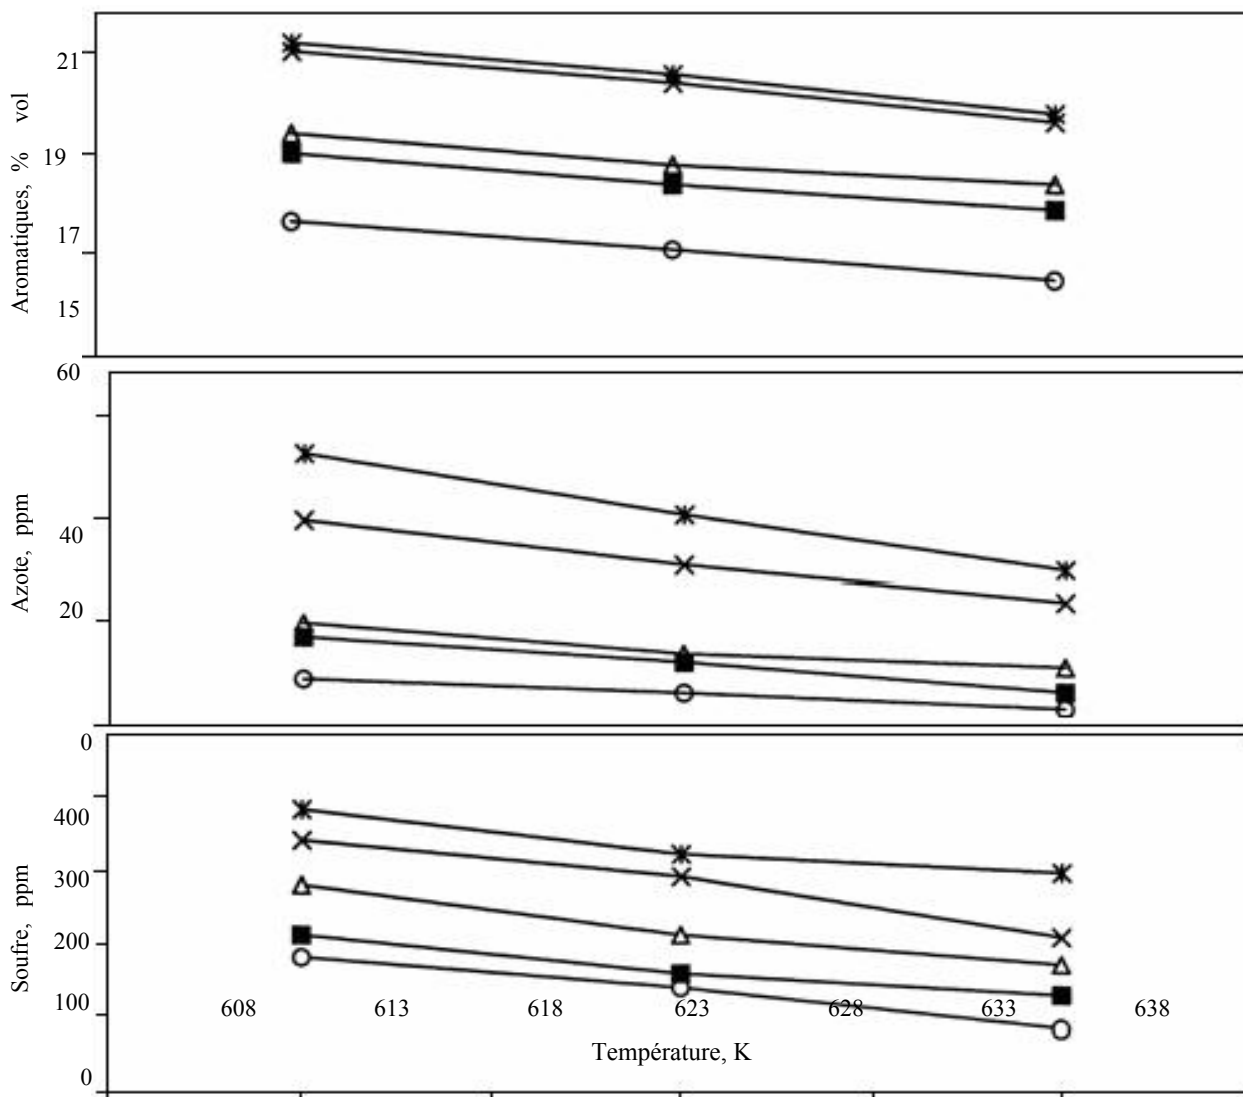 21
19
17
15
Aromatiques, % vol
60
40
20
0
Azote, ppm
400
300
200
100
0
Soufre, ppm
608 613 618 623 628 633 638
Température, K